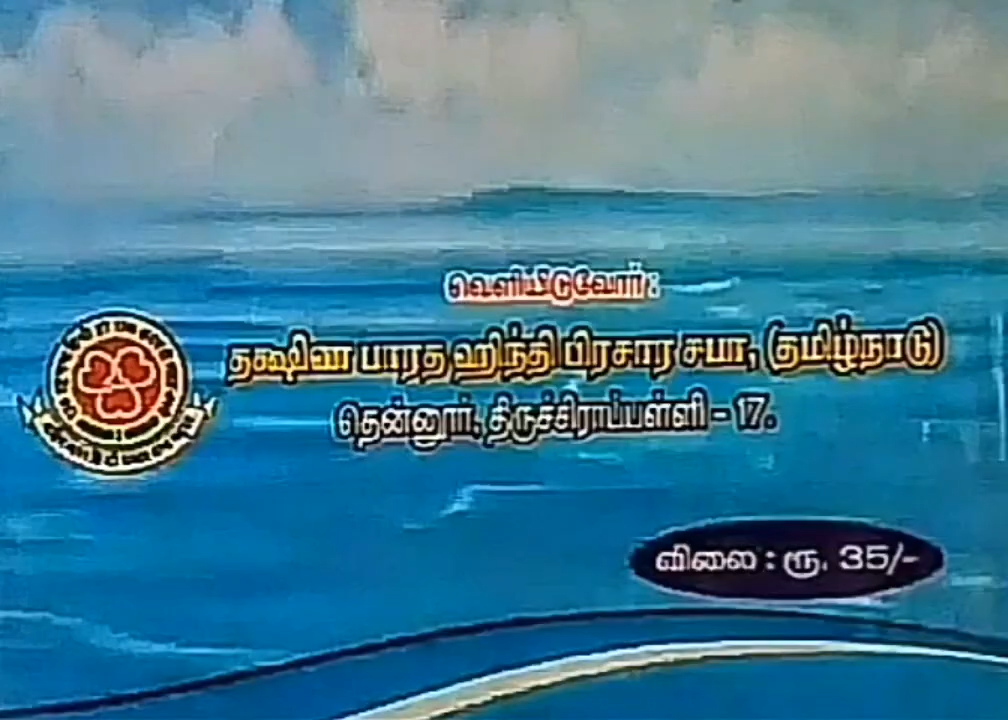 வெளியீடுவோர்:
தக்ஷிண பாரத ஹிந்தி பிரசார சபா, (தமிழ்நாடு)
தென்னூர், திருச்சிராப்பள்ளி - 17.
விலை : ரூ. 35/-